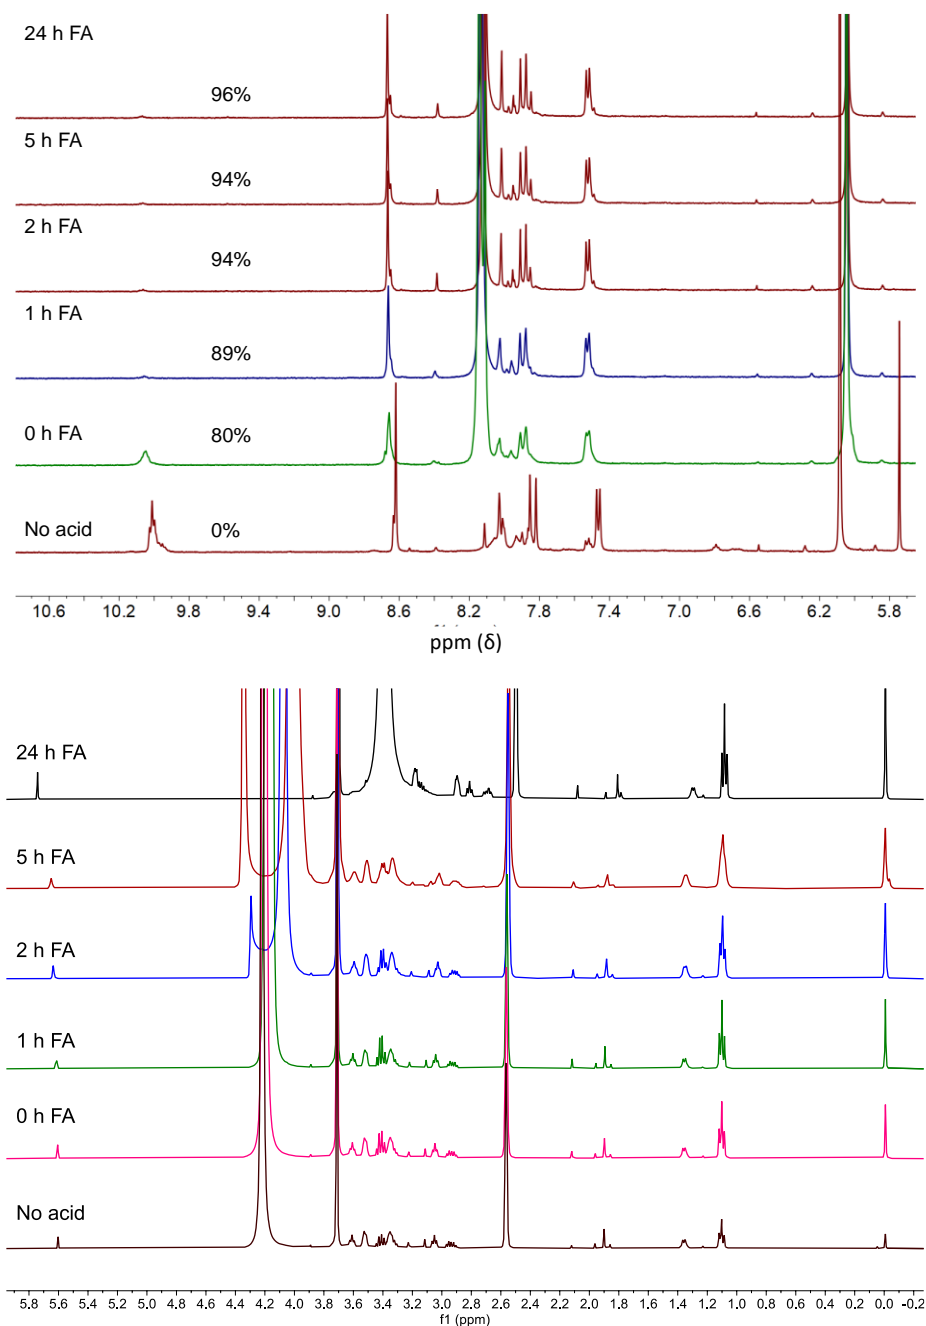 24 h FA
96%
5 h FA
94%
2 h FA
94%
1 h FA
89%
0 h FA
80%
No acid
0%
10.6 10.2 9.8 9.4 9.0 8.6 8.2 7.8 7.4 7.0 6.6 6.2 5.8
ppm (δ)
24 h FA
5 h FA
2 h FA
1 h FA
0 h FA
No acid
5.8 5.6 5.4 5.2 5.0 4.8 4.6 4.4 4.2 4.0 3.8 3.6 3.4 3.2 3.0 2.8 2.6 2.4 2.2 2.0 1.8 1.6 1.4 1.2 1.0 0.8 0.6 0.4 0.2 0.0 -0.2
f1 (ppm)